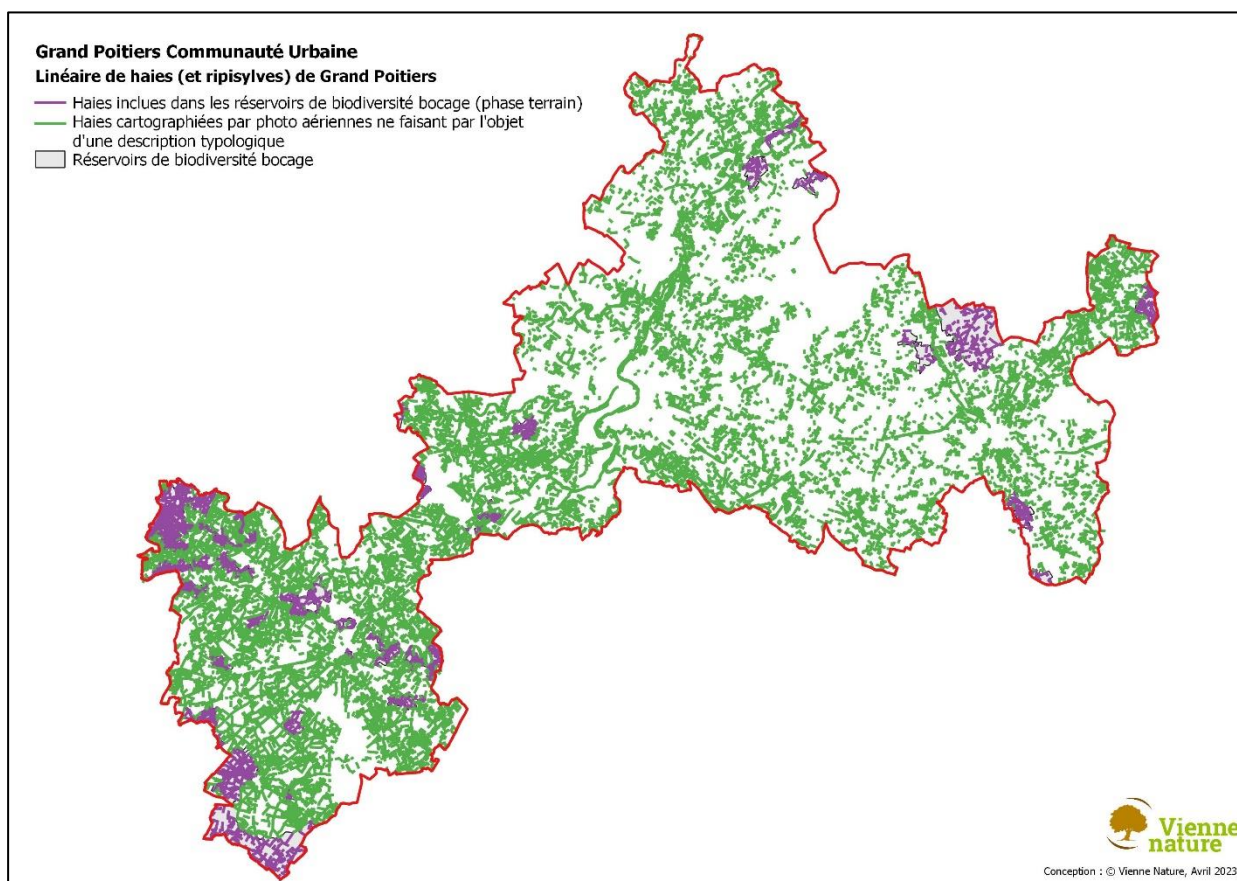 Grand Poitiers Communauté Urbaine
Linéaire de haies (et ripisylves) de Grand Poitiers
Haies inclues dans les réservoirs de biodiversité bocage (phase terrain)
Haies cartographiées par photo aériennes ne faisant par l'objet
d'une description typologique
Réservoirs de biodiversité bocage
Vienne
nature
Conception : © Vienne Nature, Avril 2023